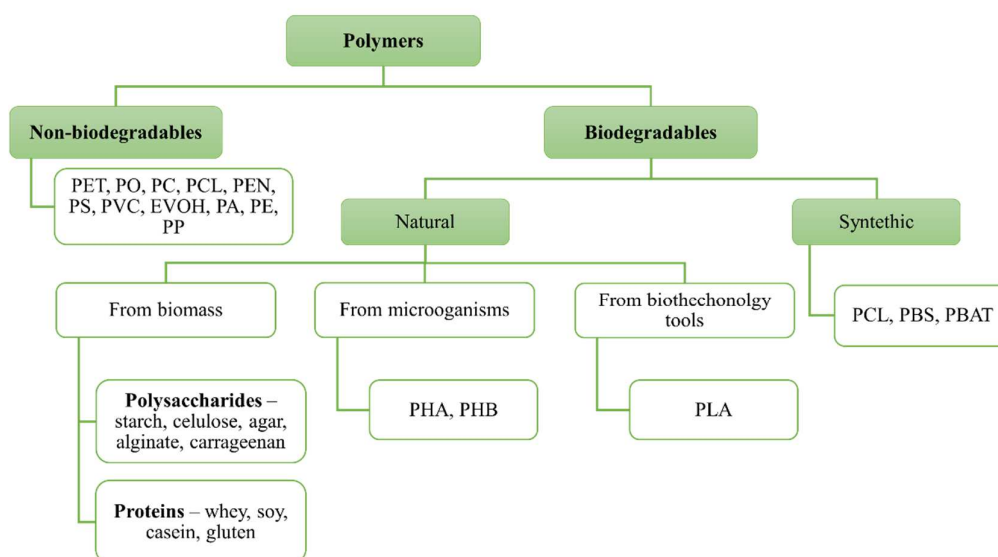 Polymers
Non-biodegradables
Biodegradables
PET, PO, PC, PCL, PEN,
PS, PVC, EVOH, PA, PE,
PP
Natural
Syntethic
From biomass
From microoganisms
From biothechonolgy
tools
PCL, PBS, PBAT
Polysaccharides –
starch, celulose, agar,
alginate, carrageenan
PHA, PHB
PLA
Proteins – whey, soy,
casein, gluten